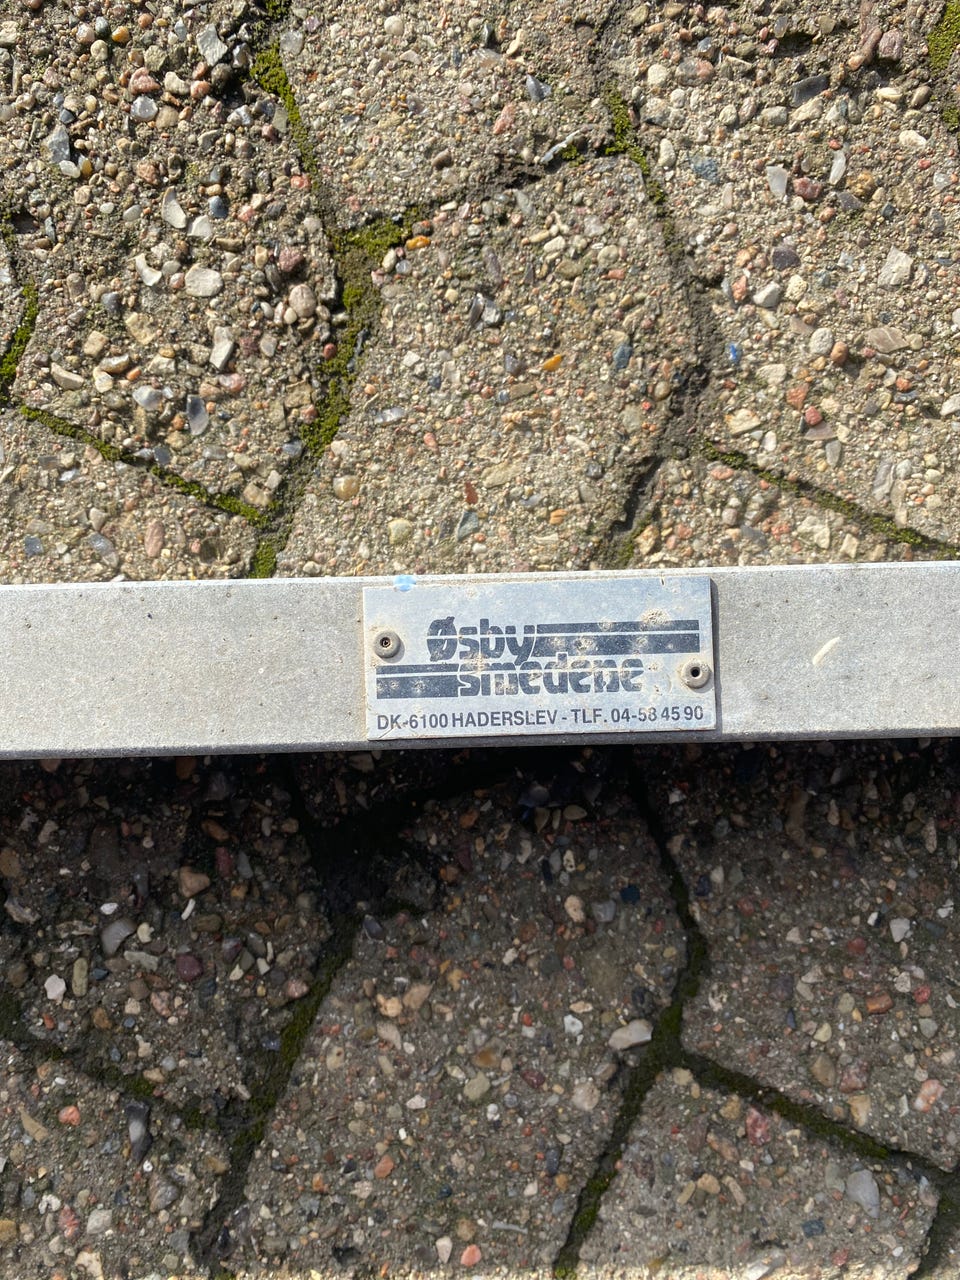 Øsby
smedene
DK-6100 HADERSLEV - TLF. 04-58 45 90